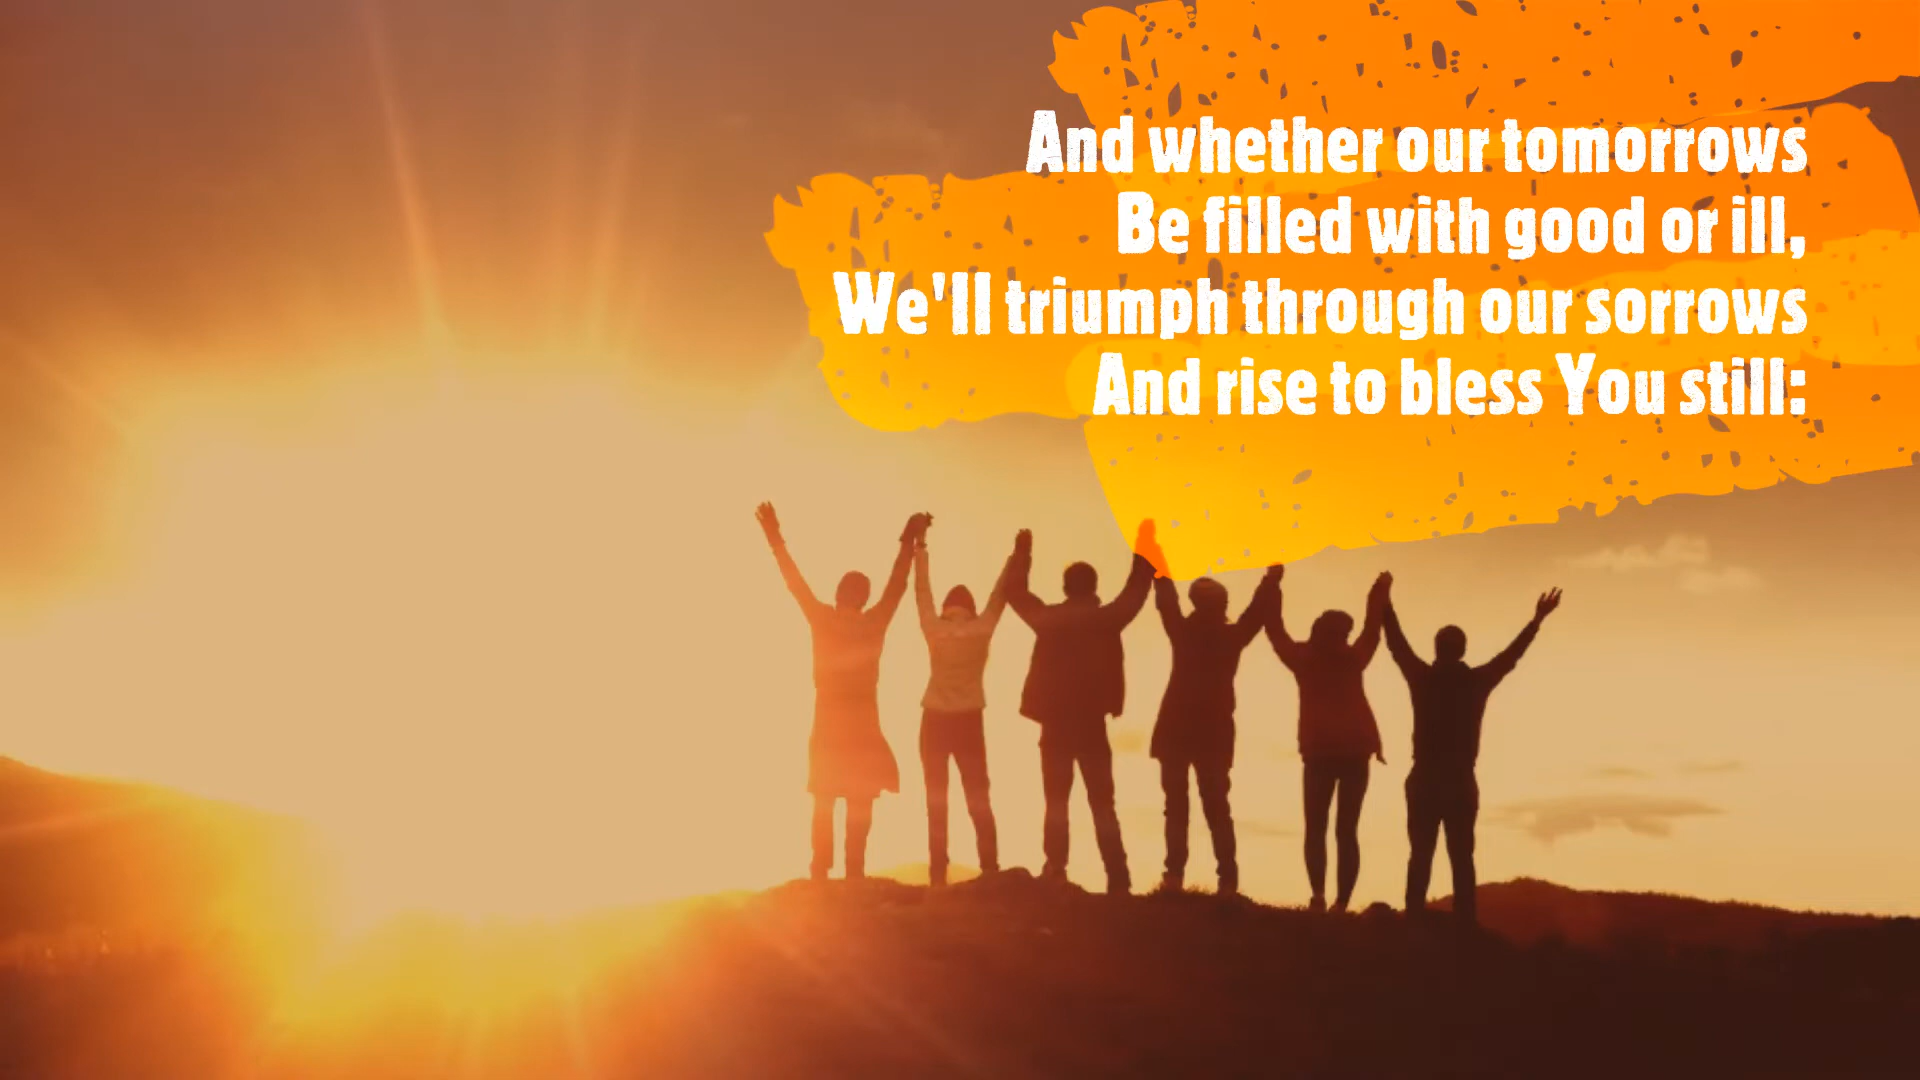 And whether our tomorrows
Be filled with good or ill,
We'll triumph through our sorrows
And rise to bless You still: